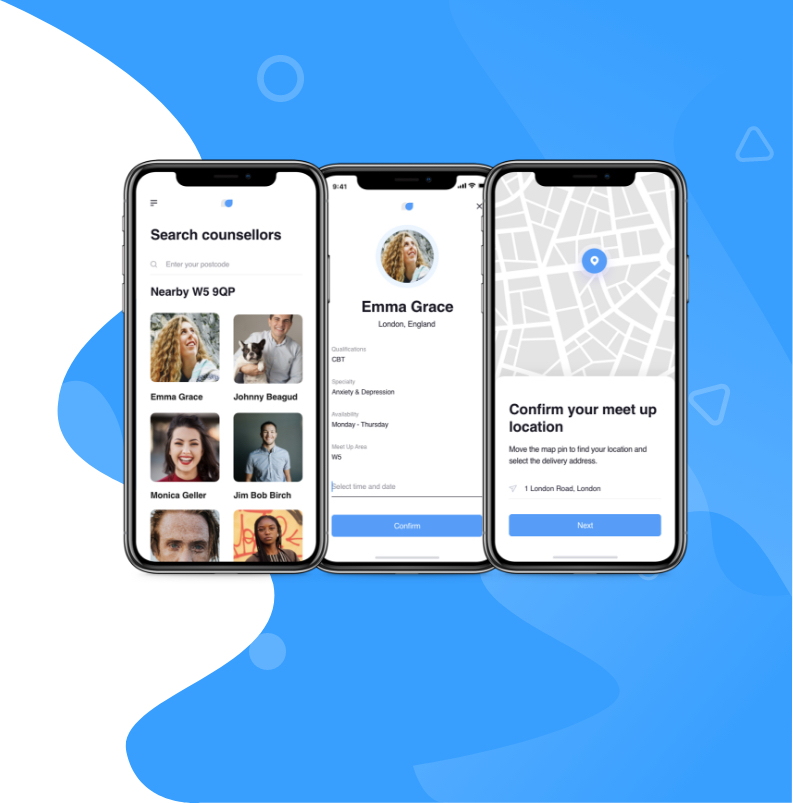 Search counsellors
Enter your postcode
Nearby W5 9QP
Emma Grace
Johnny Beagud
Monica Geller
Jim Bob Birch
9:41
Emma Grace
London, England
Qualifications
CBT
Specialty
Anxiety & Depression
Availability
Monday - Thursday
Meet Up Area
W5
Select time and date
Confirm
Confirm your meet up
location
Move the map pin to find your location and
select the delivery address.
1 London Road, London
Next